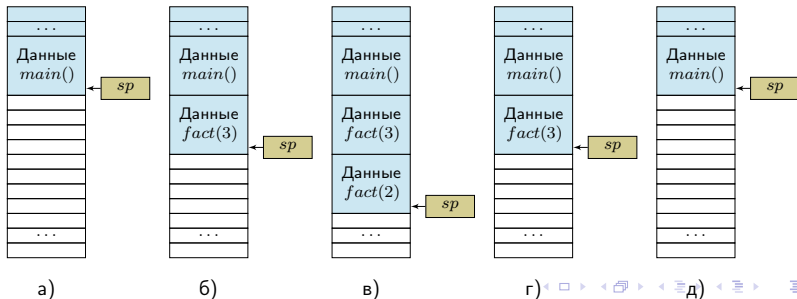 ...
Данные
main()
sp
...
а)
...
Данные
main()
Данные
fact(3)
sp
...
б)
...
Данные
main()
Данные
fact(3)
Данные
fact(2)
sp
...
в)
...
Данные
main()
Данные
fact(3)
sp
...
г)
...
Данные
main()
sp
...
д)